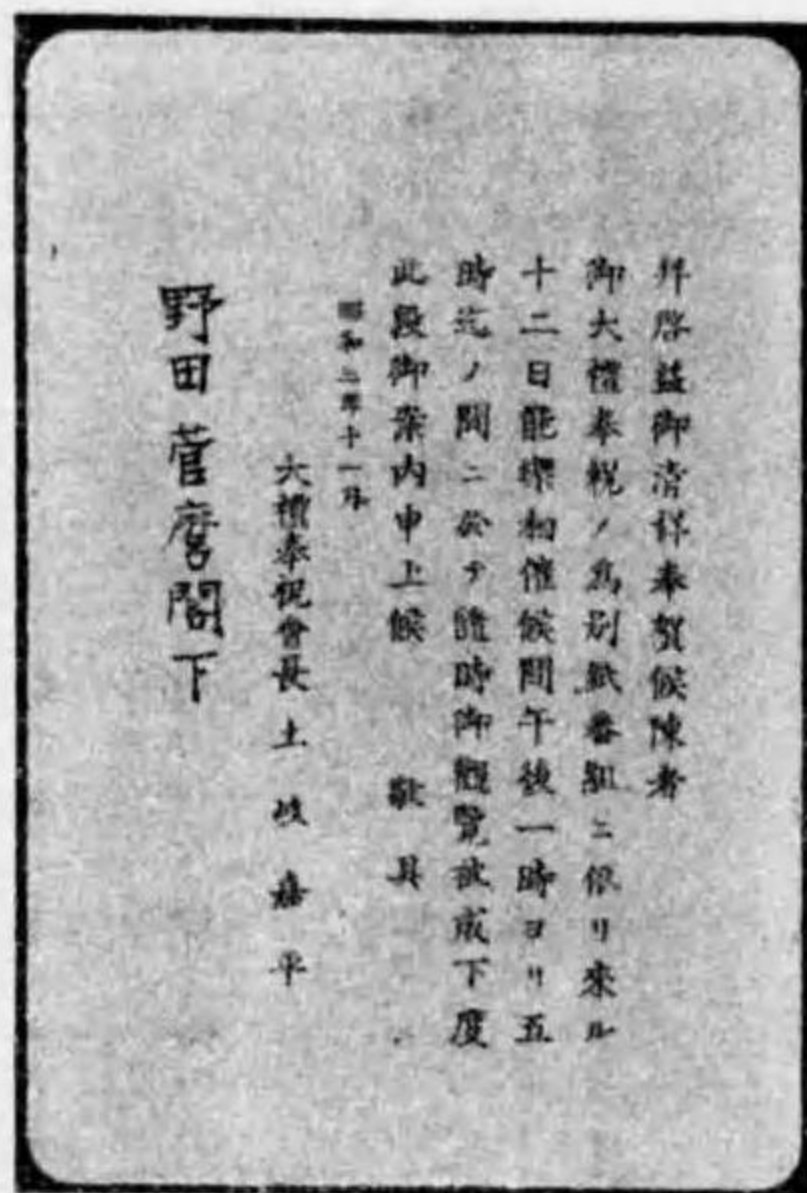 拜啓益御清祥奉賀候陳者
御大禮奉祝ノ爲別紙番組ニ依リ來ル
十二日能樂相催候間午後一時ヨリ五
時迄ノ間ニ於テ隨時御觀覽被成下度
此段御案內申上候 敬具
昭和三年十一月
大禮奉祝會長 土岐嘉平
野田菅麿閣下